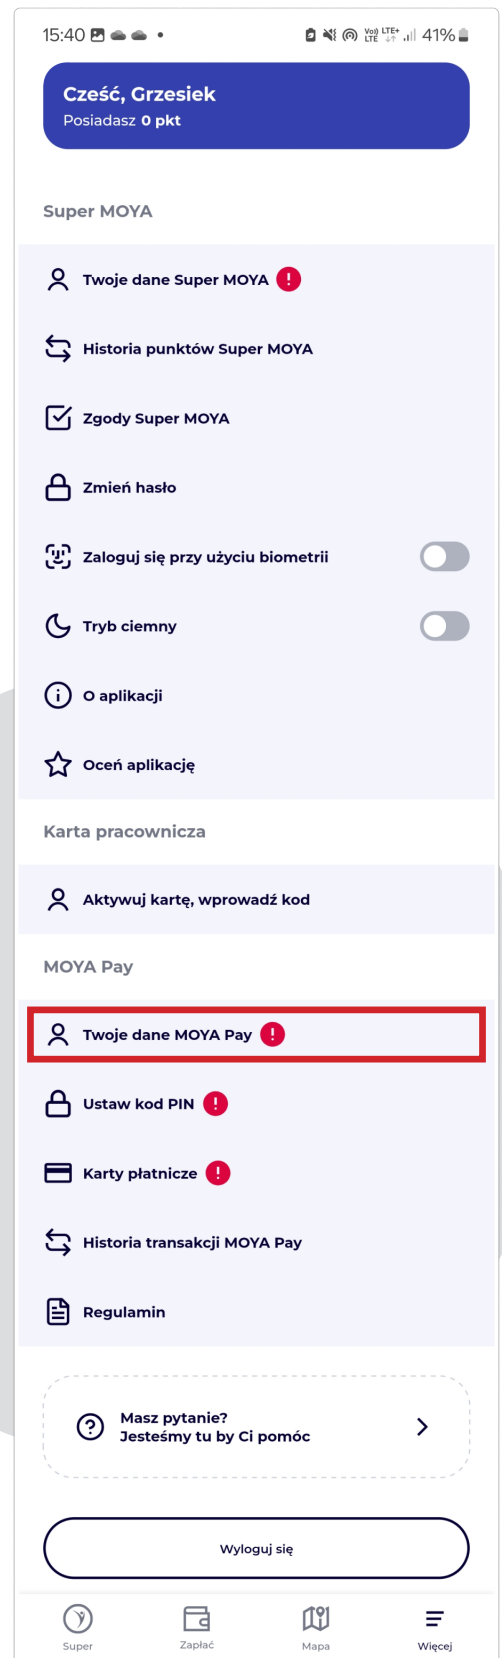 15:40
Vo)) LTE+ 41%
LTE
Cześć, Grzesiek
Posiadasz 0 pkt
Super MOYA
Twoje dane Super MOYA !
Historia punktów Super MOYA
Zgody Super MOYA
Zmień hasło
Zaloguj się przy użyciu biometrii
Tryb ciemny
O aplikacji
Oceń aplikację
Karta pracownicza
Aktywuj kartę, wprowadź kod
MOYA Pay
Twoje dane MOYA Pay !
Ustaw kod PIN !
Karty płatnicze !
Historia transakcji MOYA Pay
Regulamin
Masz pytanie?
Jesteśmy tu by Ci pomóc
Wyloguj się
Super Zapłać Mapa Więcej